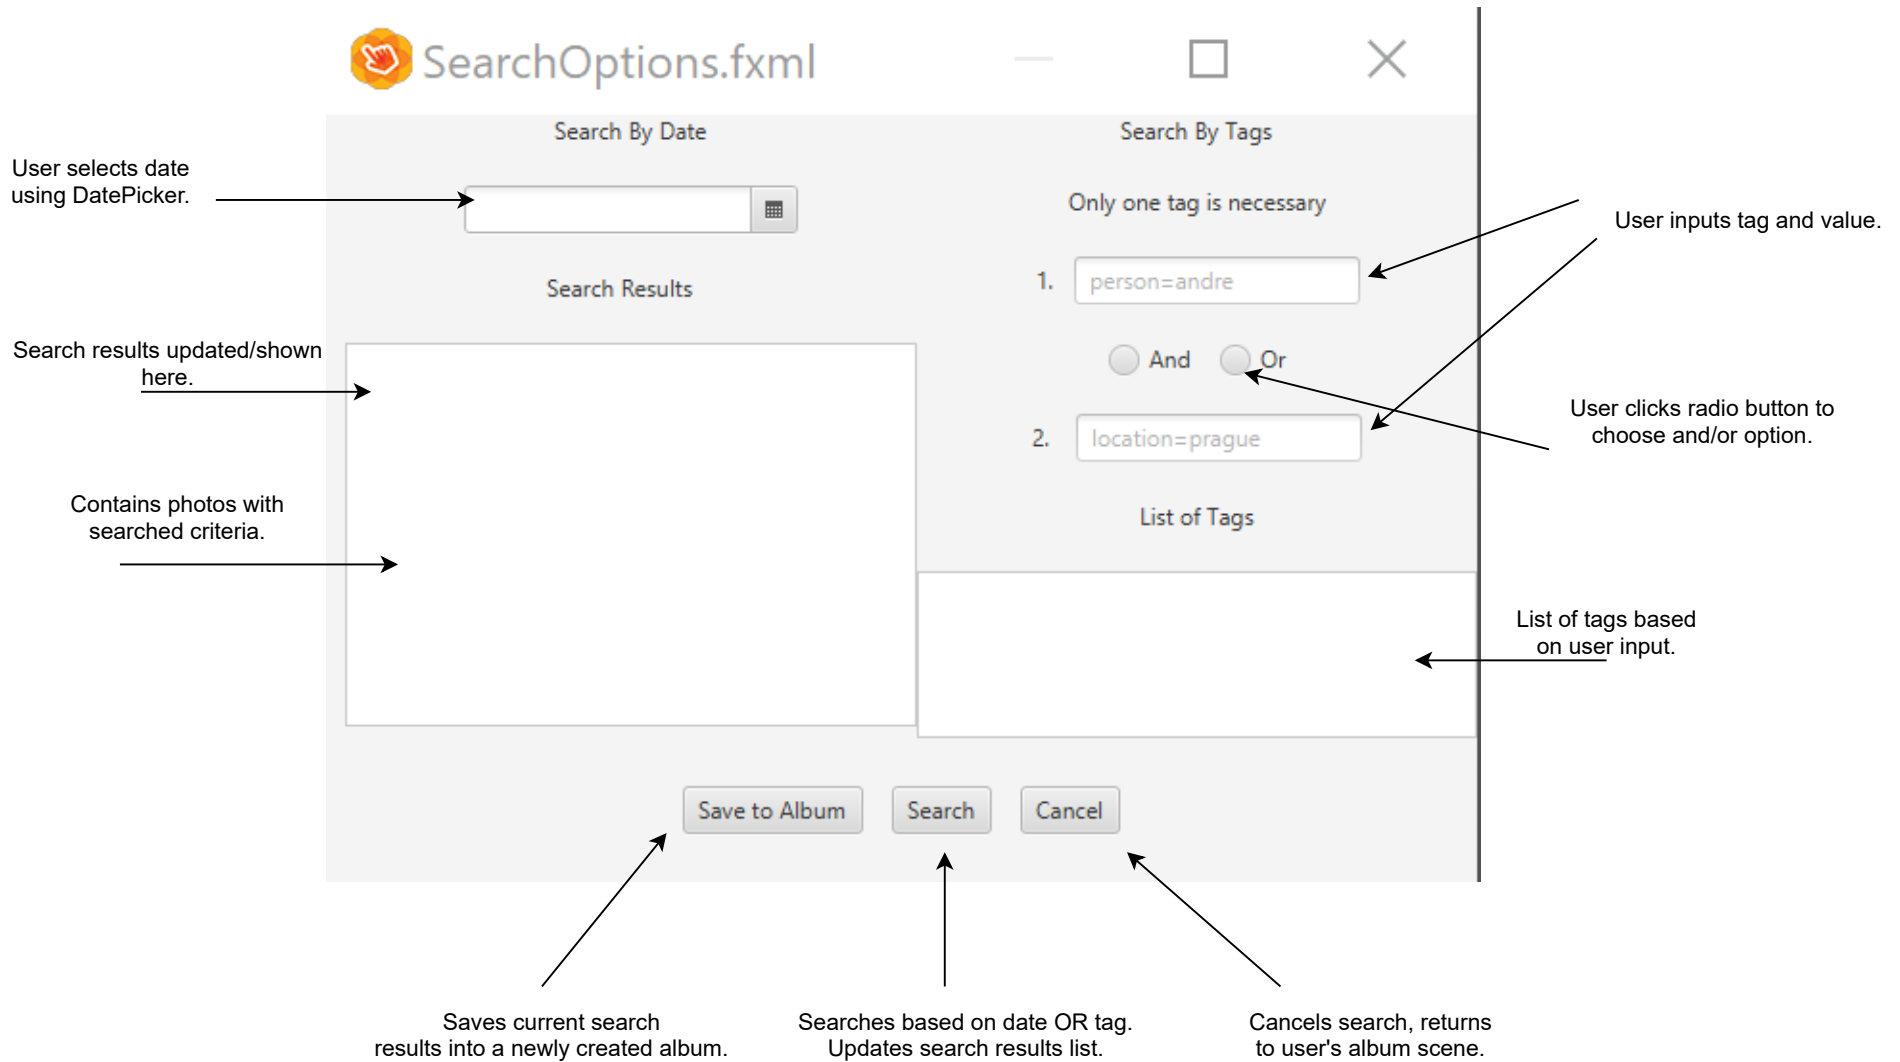 SearchOptions.fxml
Search By Date
Search By Tags
User selects date
using DatePicker.
Only one tag is necessary
User inputs tag and value.
1.
person=andre
Search Results
Search results updated/shown
here.
And
Or
User clicks radio button to
choose and/or option.
2.
location=prague
Contains photos with
searched criteria.
List of Tags
List of tags based
on user input.
Save to Album
Search
Cancel
Saves current search
results into a newly created album.
Searches based on date OR tag.
Updates search results list.
Cancels search, returns
to user's album scene.